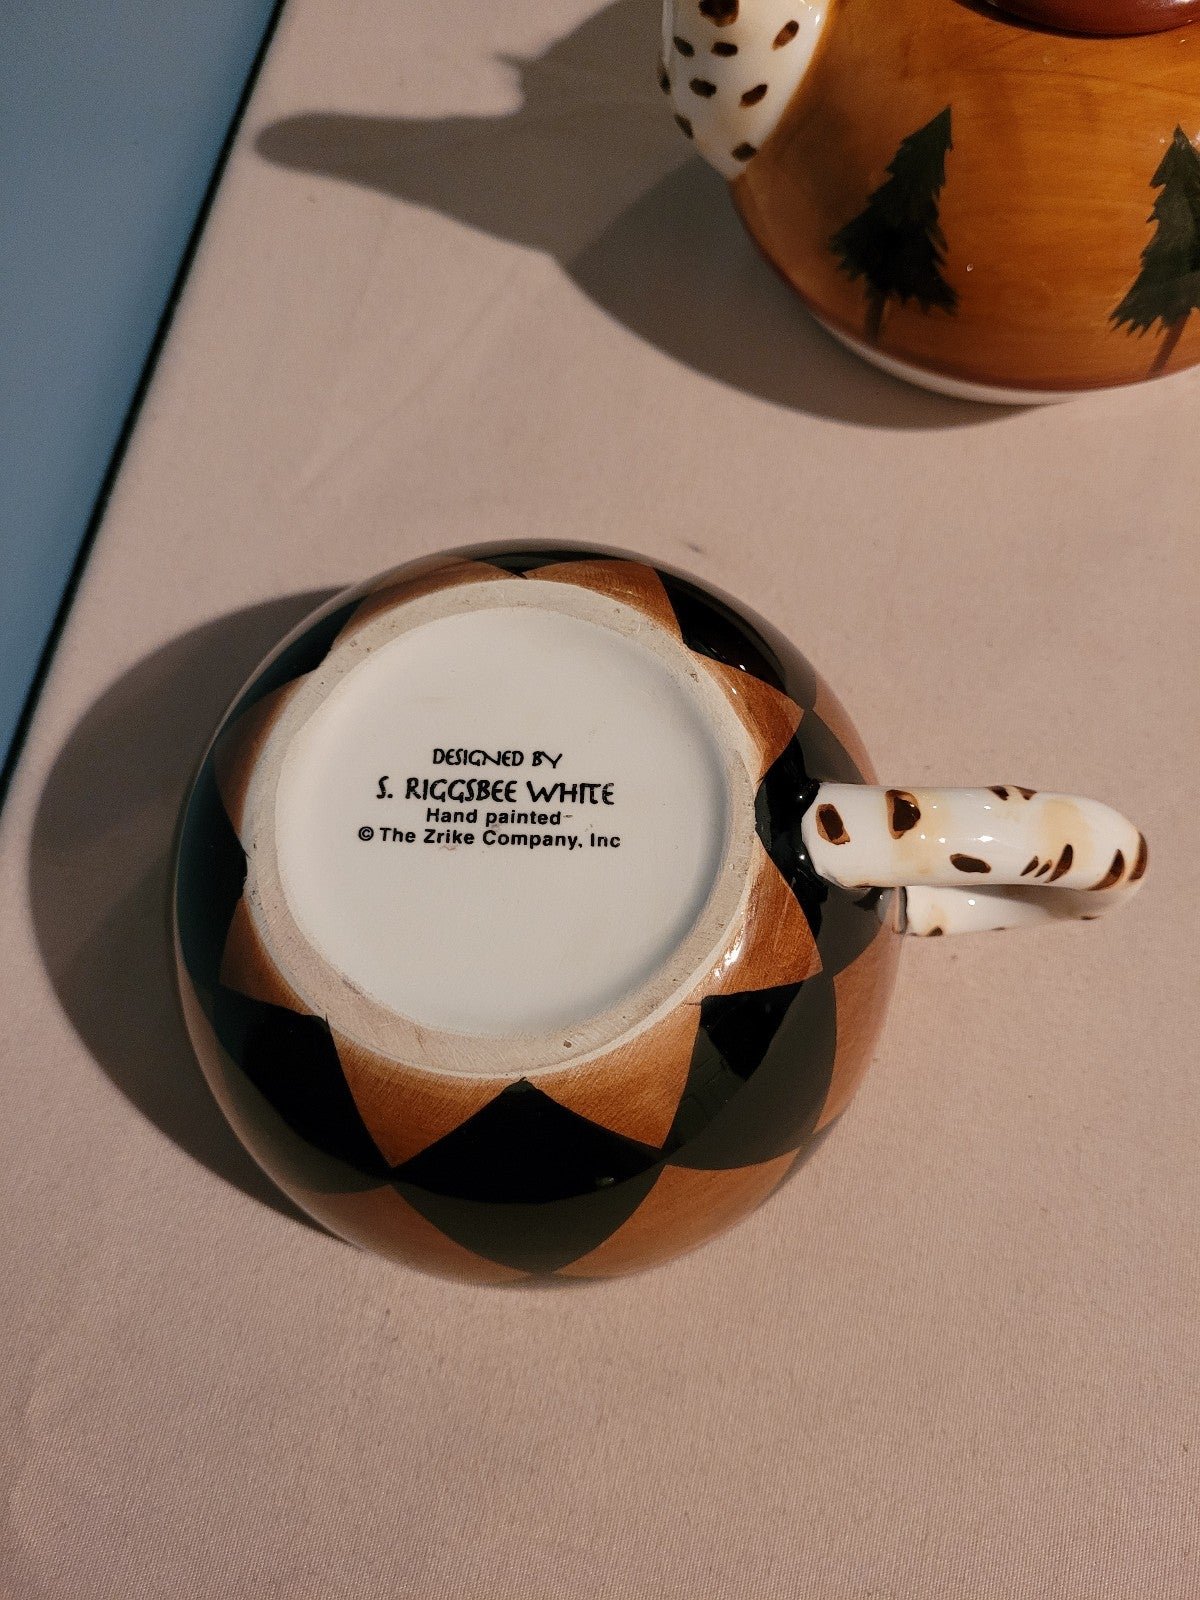 DESIGNED BY
S. RIGGSBEE WHITE
Hand painted
© The Zrike Company, Inc